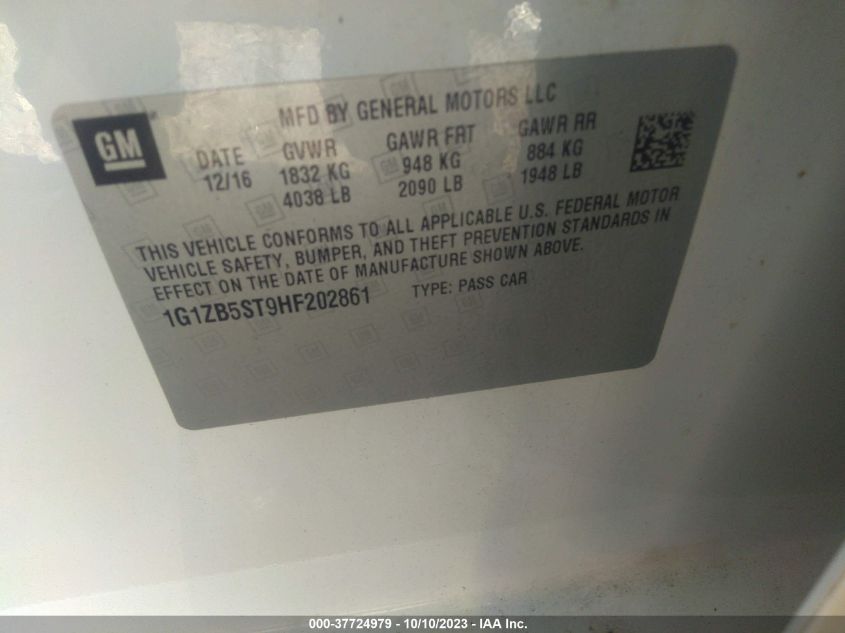 MFD BY GENERAL MOTORS LLC
GM
DATE GVWR GAWR FRT GAWR RR
12/16 1832 KG 948 KG 884 KG
4038 LB 2090 LB 1948 LB
THIS VEHICLE CONFORMS TO ALL APPLICABLE U.S. FEDERAL MOTOR
VEHICLE SAFETY, BUMPER, AND THEFT PREVENTION STANDARDS IN
EFFECT ON THE DATE OF MANUFACTURE SHOWN ABOVE.
1G1ZB5ST9HF202861 TYPE: PASS CAR
000-37724979 - 10/10/2023 - IAA Inc.